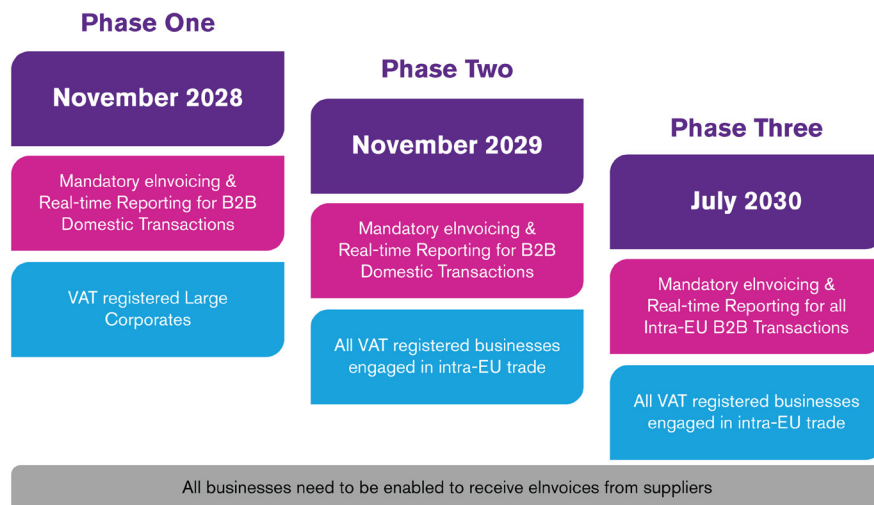 Phase One
November 2028
Mandatory eInvoicing &
Real-time Reporting for B2B
Domestic Transactions
VAT registered Large
Corporates
Phase Two
November 2029
Mandatory eInvoicing &
Real-time Reporting for B2B
Domestic Transactions
All VAT registered businesses
engaged in intra-EU trade
Phase Three
July 2030
Mandatory eInvoicing &
Real-time Reporting for all
Intra-EU B2B Transactions
All VAT registered businesses
engaged in intra-EU trade
All businesses need to be enabled to receive eInvoices from suppliers